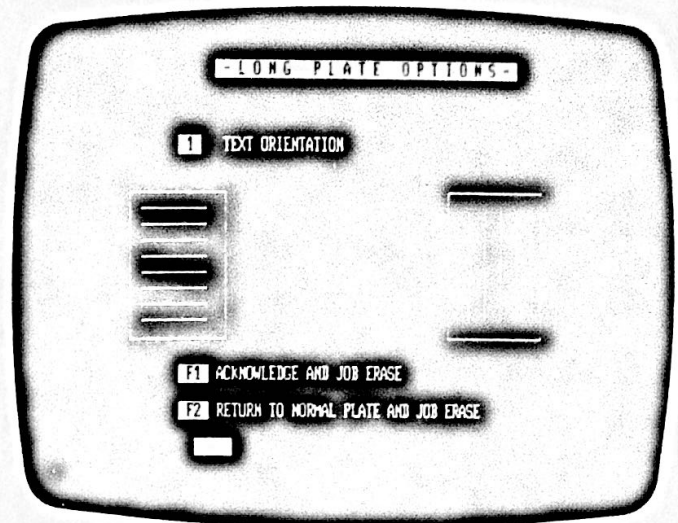 -LONG PLATE OPTIONS-
1 TEXT ORIENTATION
F1 ACKNOWLEDGE AND JOB ERASE
F2 RETURN TO NORMAL PLATE AND JOB ERASE